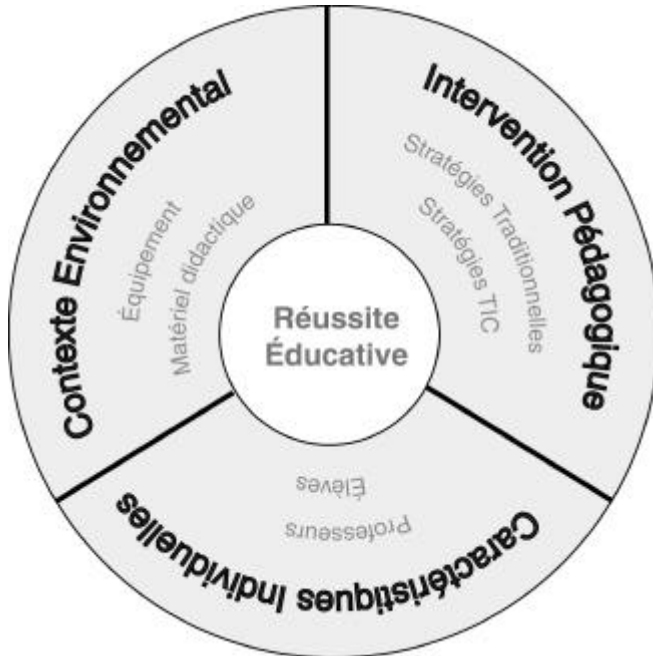 Contexte Environnemental
Équipement
Matériel didactique
Intervention Pédagogique
Stratégies Traditionnelles
Stratégies TIC
Réussite
Éducative
Élèves
Professeurs
Caractéristiques Individuelles